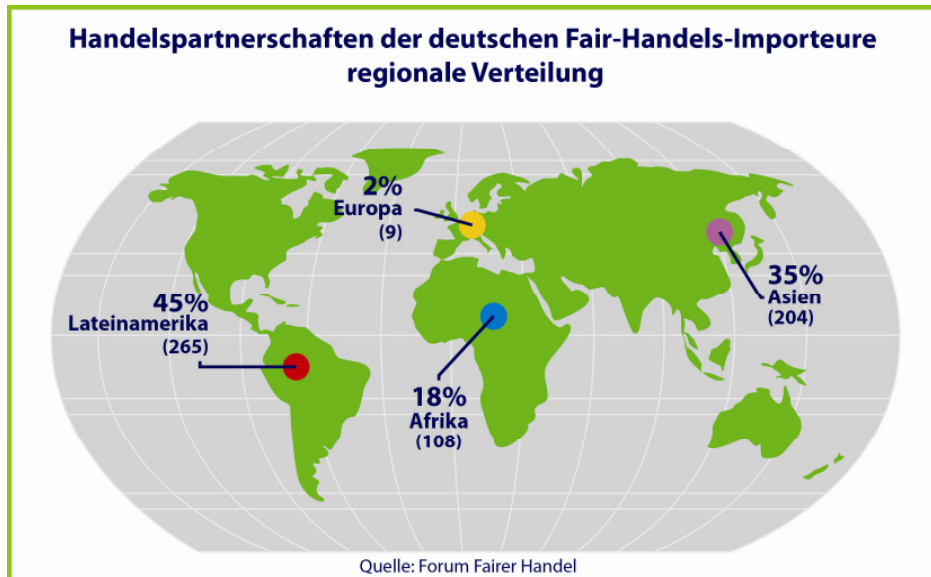 Handelspartnerschaften der deutschen Fair-Handels-Importeure
regionale Verteilung
2%
Europa
(9)
45%
Lateinamerika
(265)
35%
Asien
(204)
18%
Afrika
(108)
Quelle: Forum Fairer Handel